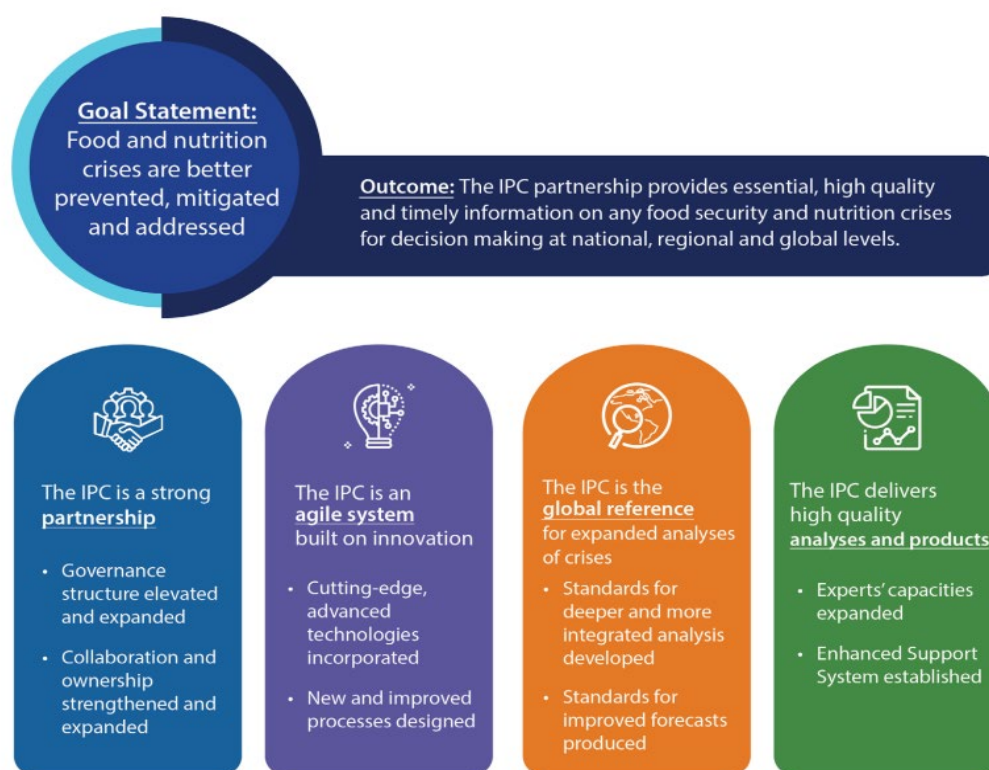 Goal Statement:
Food and nutrition
crises are better
prevented, mitigated
and addressed
Outcome: The IPC partnership provides essential, high quality
and timely information on any food security and nutrition crises
for decision making at national, regional and global levels.
The IPC is a strong
partnership
• Governance
structure elevated
and expanded
• Collaboration and
ownership
strengthened and
expanded
The IPC is an
agile system
built on innovation
• Cutting-edge,
advanced
technologies
incorporated
• New and improved
processes designed
The IPC is the
global reference
for expanded analyses
of crises
• Standards for
deeper and more
integrated analysis
developed
• Standards for
improved forecasts
produced
The IPC delivers
high quality
analyses and products
• Experts’ capacities
expanded
• Enhanced Support
System established